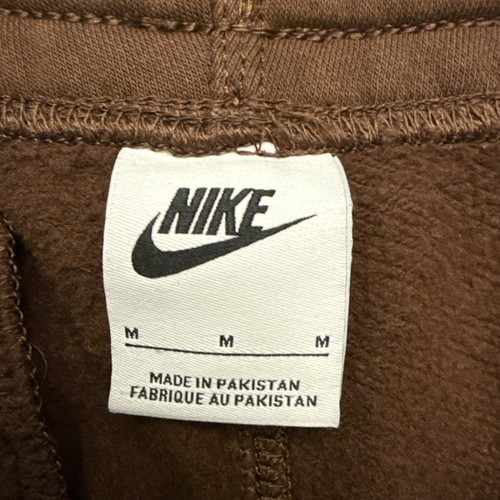 NIKE
M M M
MADE IN PAKISTAN
FABRIQUE AU PAKISTAN